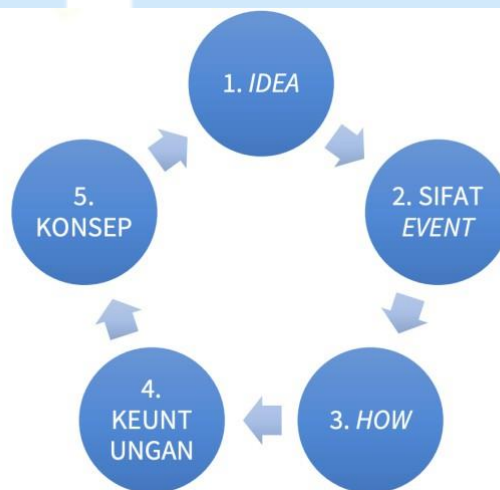 1. IDEA
2. SIFAT
EVENT
3. HOW
4.
KEUNT
UNGAN
5.
KONSEP